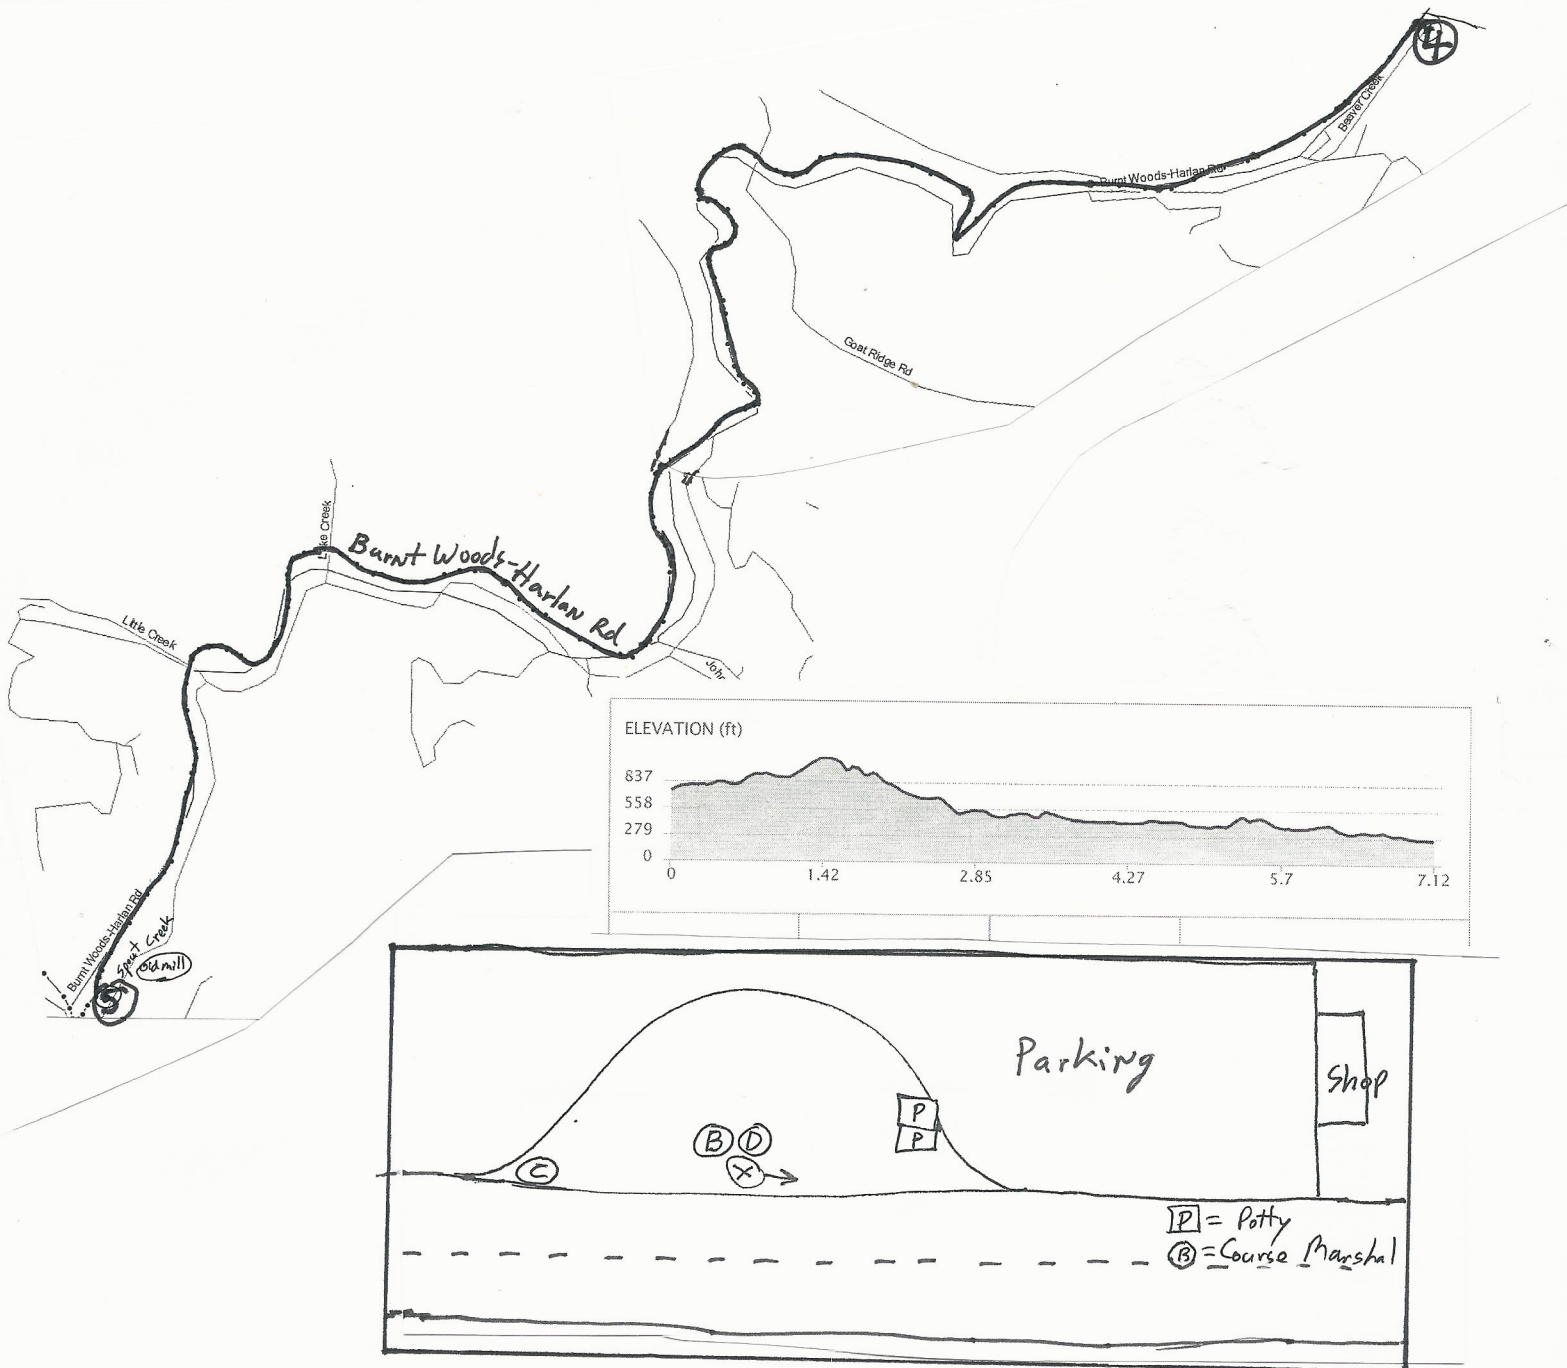 4
Beaver Creek
Burnt Woods-Harlan Rd
Goat Ridge Rd
Burnt Woods-Harlan Rd
Little Creek
John
ELEVATION (ft)
837
558
279
0
0 1.42 2.85 4.27 5.7 7.12
Burnt Woods-Harlan Rd
Spout Creek
Old mill
5
Parking
Shop
P
P
B D
C X
P = Potty
B = Course Marshal